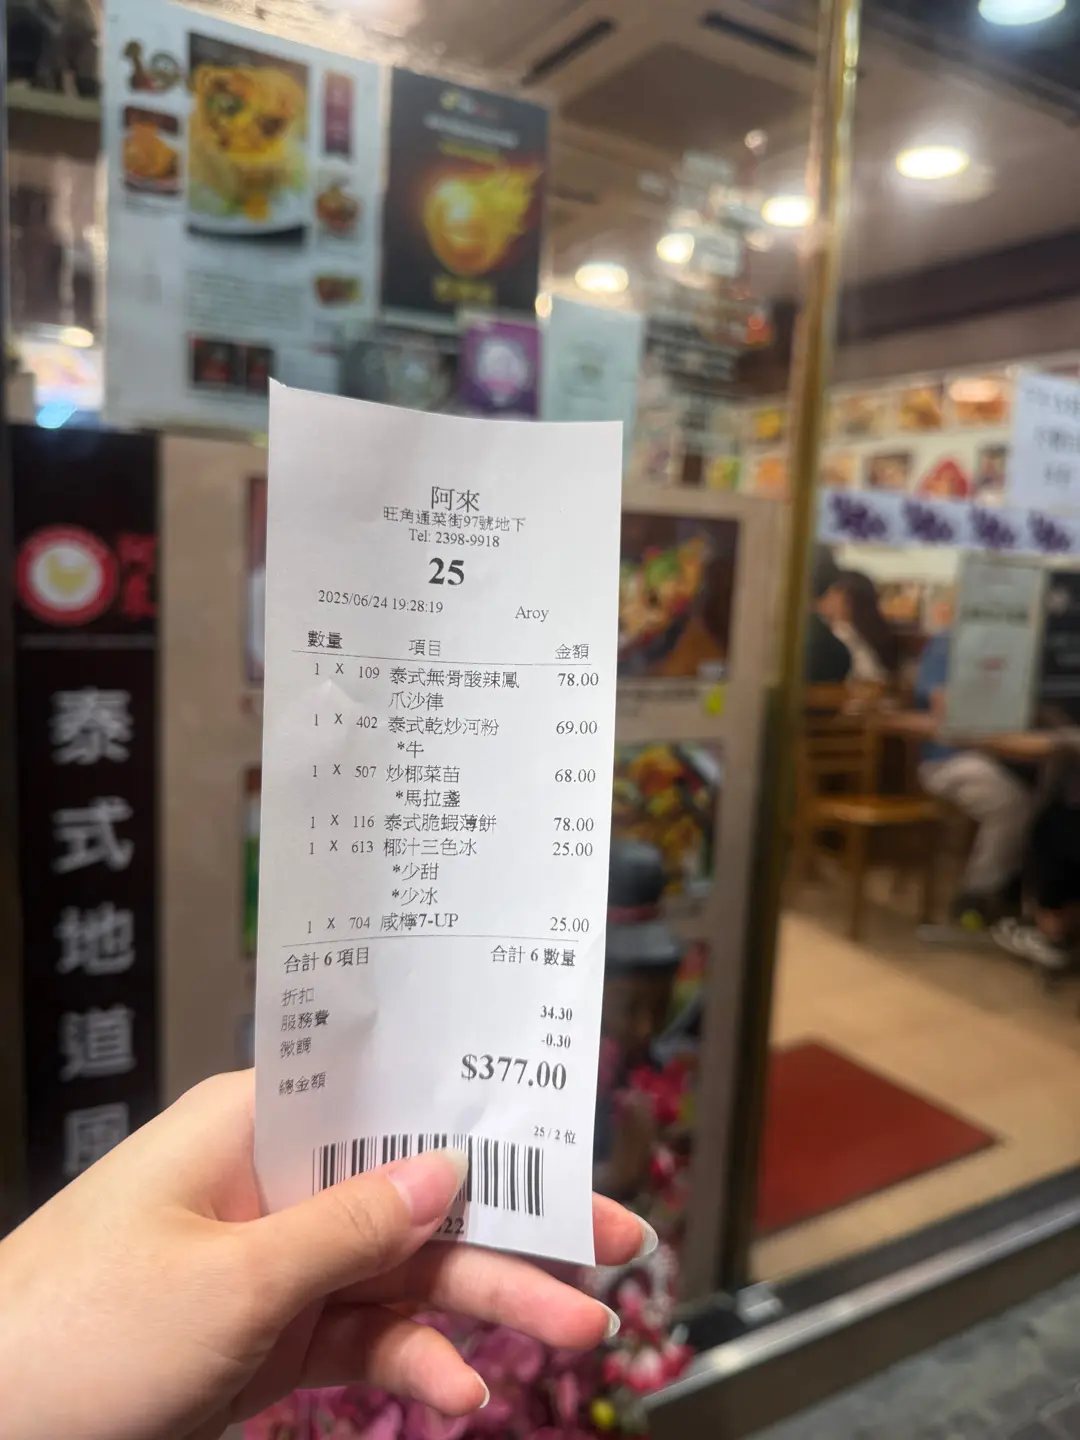 阿來
旺角通菜街97號地下
Tel: 2398-9918
25
2025/06/24 19:28:19 Aroy
數量 項目 金額
1 X 109 泰式無骨酸辣鳳 78.00
爪沙律
1 X 402 泰式乾炒河粉 69.00
*牛
1 X 507 炒椰菜苗 68.00
*馬拉盞
1 X 116 泰式脆蝦薄餅 78.00
1 X 613 椰汁三色冰 25.00
*少甜
*少冰
1 X 704 咸檸7-UP 25.00
合計 6 項目 合計 6 數量
折扣
服務費 34.30
微調 -0.30
總金額 $377.00
25 / 2 位
22
泰式地道風